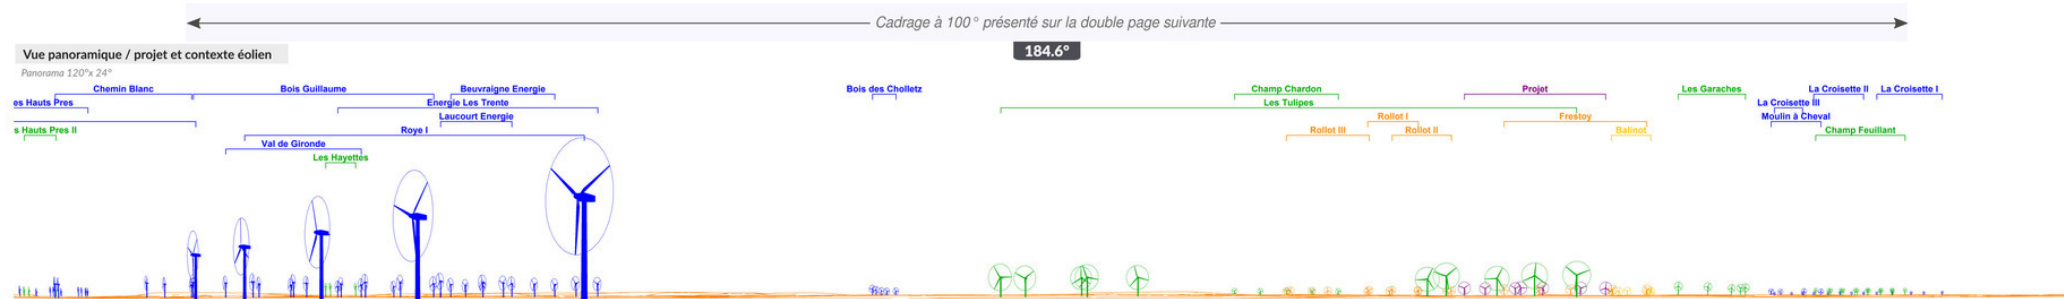 Cadrage à 100° présenté sur la double page suivante
Vue panoramique / projet et contexte éolien
184.6°
Panorama 120°x 24°
Chemin Blanc
Bois Guillaume
Beuvraigne Energie
Bois des Cholletz
Champ Chardon
Projet
Les Garaches
La Croisette II
La Croisette I
es Hauts Pres
Energie Les Trente
Les Tulipes
La Croisette III
Laucourt Energie
Rollot I
Frestoy
Moulin à Cheval
s Hauts Pres II
Roye I
Rollot III
Rollot II
Balinot
Champ Feuillant
Val de Gironde
Les Hayettes